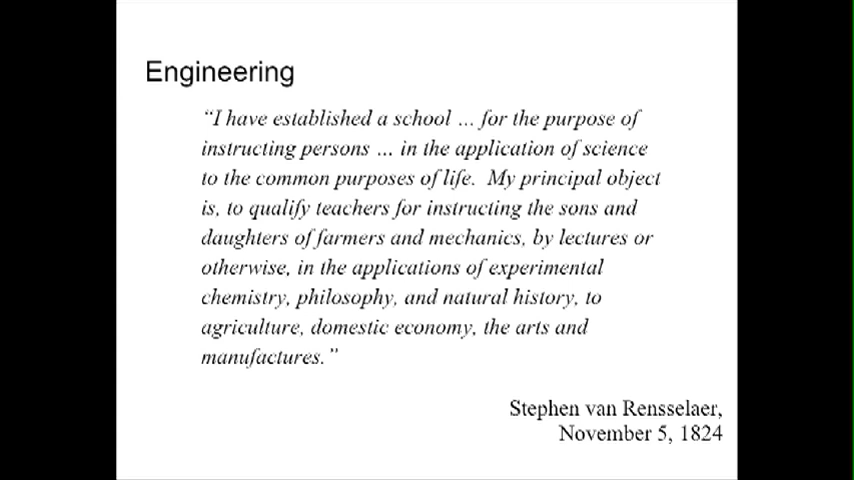 Engineering
“I have established a school ... for the purpose of
instructing persons ... in the application of science
to the common purposes of life. My principal object
is, to qualify teachers for instructing the sons and
daughters of farmers and mechanics, by lectures or
otherwise, in the applications of experimental
chemistry, philosophy, and natural history, to
agriculture, domestic economy, the arts and
manufactures.”
Stephen van Rensselaer,
November 5, 1824